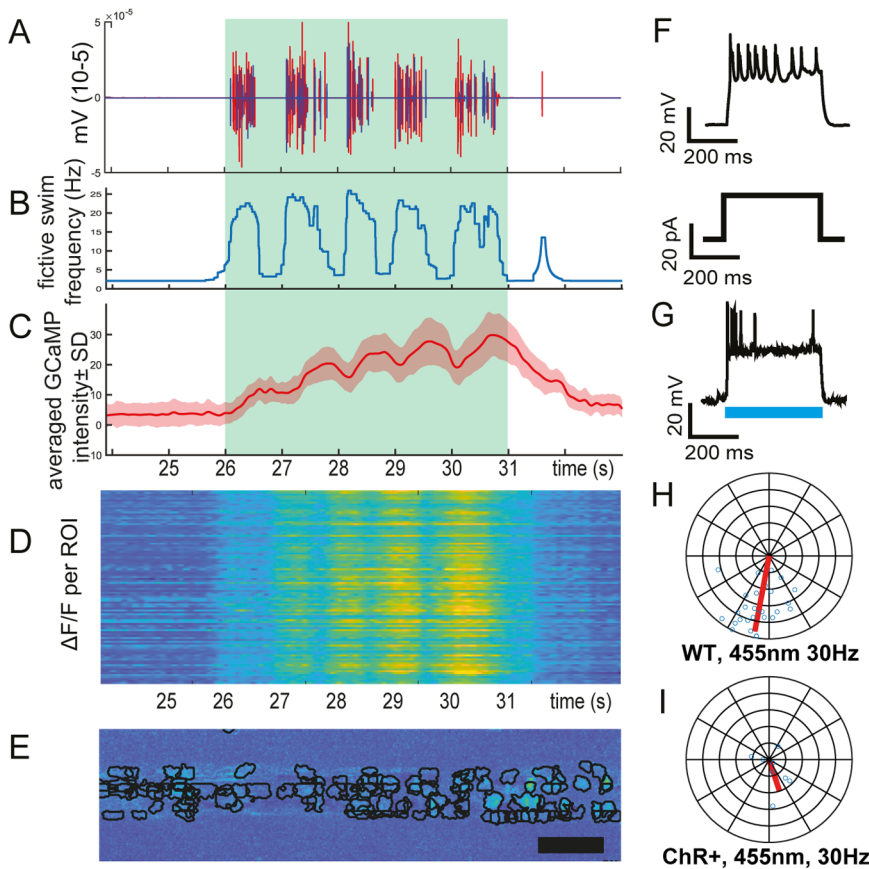 A
5 ×10⁻⁵
0
-5
mV (10-5)
B
25
20
15
10
5
0
fictive swim
frequency (Hz)
C
30
20
10
0
10
averaged GCaMP
intensity± SD
25 26 27 28 29 30 31 time (s)
D
ΔF/F per ROI
25 26 27 28 29 30 31 time (s)
E
F
20 mV
200 ms
20 pA
200 ms
G
20 mV
200 ms
H
WT, 455nm 30Hz
I
ChR+, 455nm, 30Hz